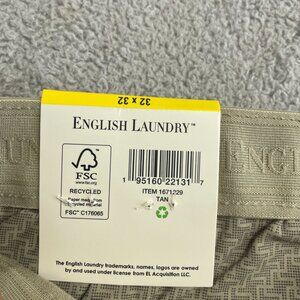 32 x 32
ENGLISH LAUNDRY™
FSC
www.fsc.org
RECYCLED
Paper made from
recycled material
FSC® C176065
1 95160 22131 7
ITEM 1671229
TAN
The English Laundry trademarks, names, logos are owned
by and used under license from EL Acquisition LLC.
UN
ENGL